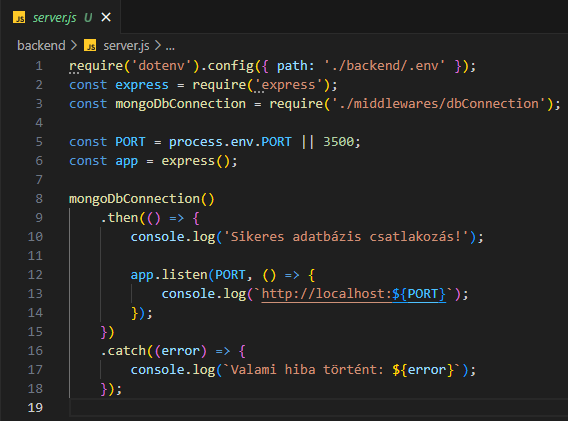 JS server.js U ×
backend > JS server.js > ...
1 require('dotenv').config({ path: './backend/.env' });
2 const express = require('express');
3 const mongoDbConnection = require('./middlewares/dbConnection');
4
5 const PORT = process.env.PORT || 3500;
6 const app = express();
7
8 mongoDbConnection()
9     .then(() => {
10         console.log('Sikeres adatbázis csatlakozás!');
11
12         app.listen(PORT, () => {
13             console.log(`http://localhost:${PORT}`);
14         });
15     })
16     .catch((error) => {
17         console.log(`Valami hiba történt: ${error}`);
18     });
19